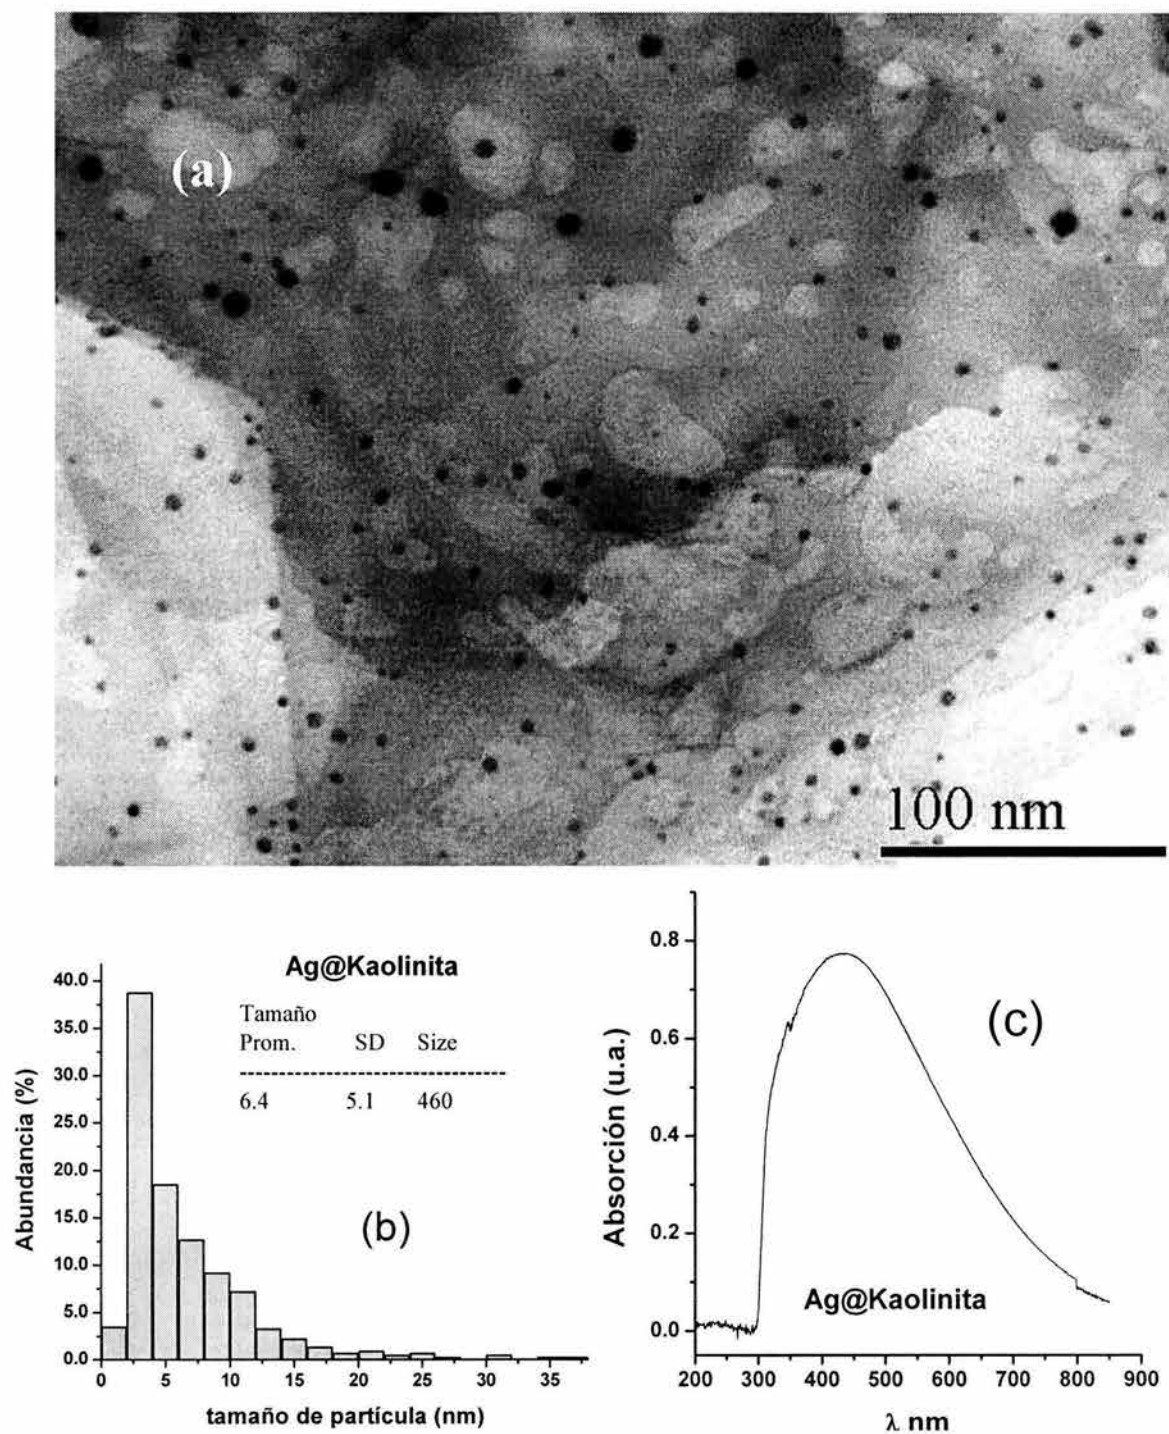 (a)
100 nm
Ag@Kaolinita
Tamaño
Prom. SD Size
6.4 5.1 460
(b)
Abundancia (%)
40.0
35.0
30.0
25.0
20.0
15.0
10.0
5.0
0.0
0 5 10 15 20 25 30 35
tamaño de partícula (nm)
(c)
Absorción (u.a.)
0.8
0.6
0.4
0.2
0.0
Ag@Kaolinita
200 300 400 500 600 700 800 900
λ nm